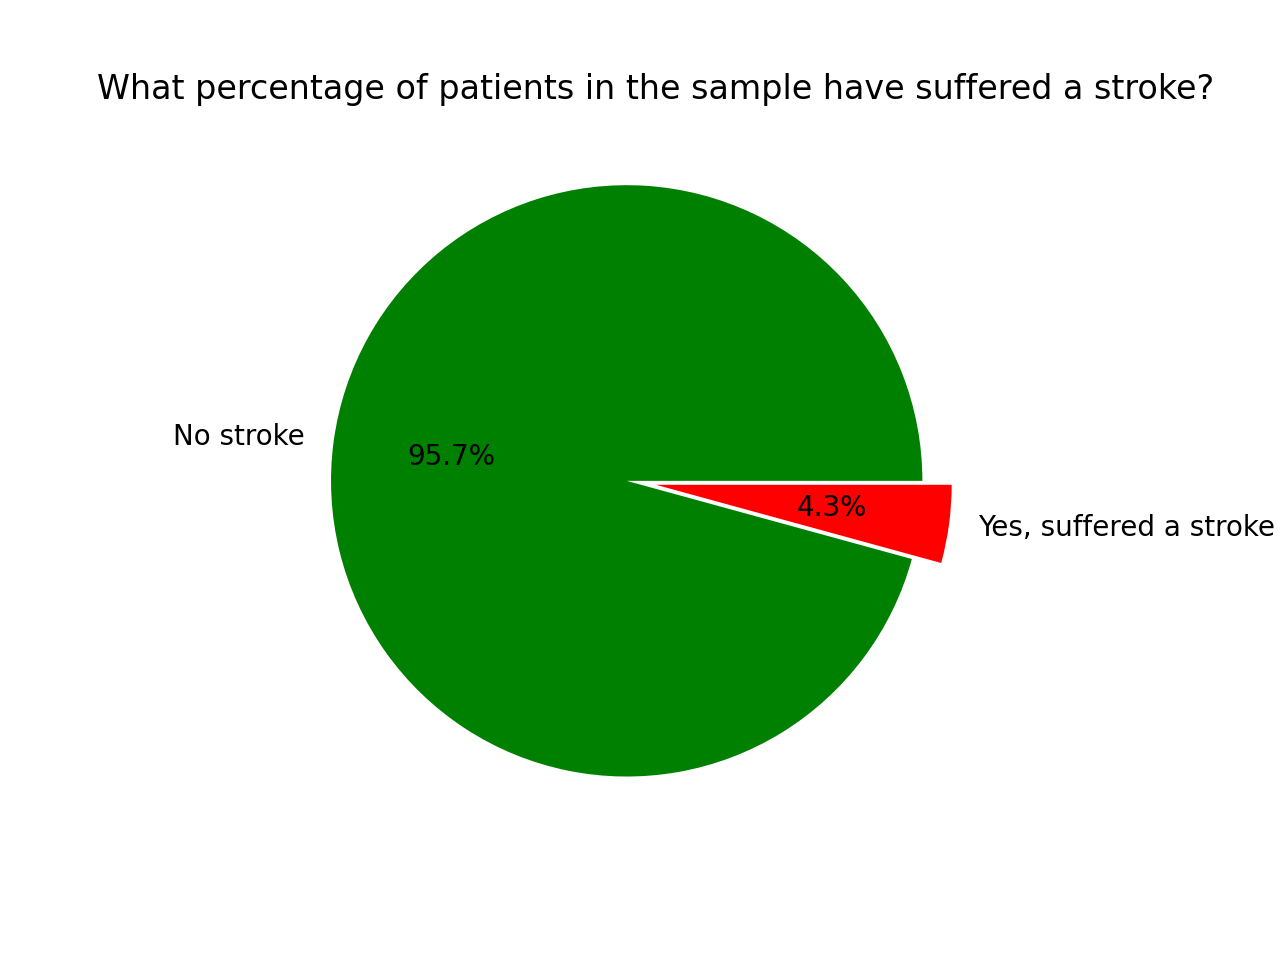 What percentage of patients in the sample have suffered a stroke?
No stroke
95.7%
4.3%
Yes, suffered a stroke